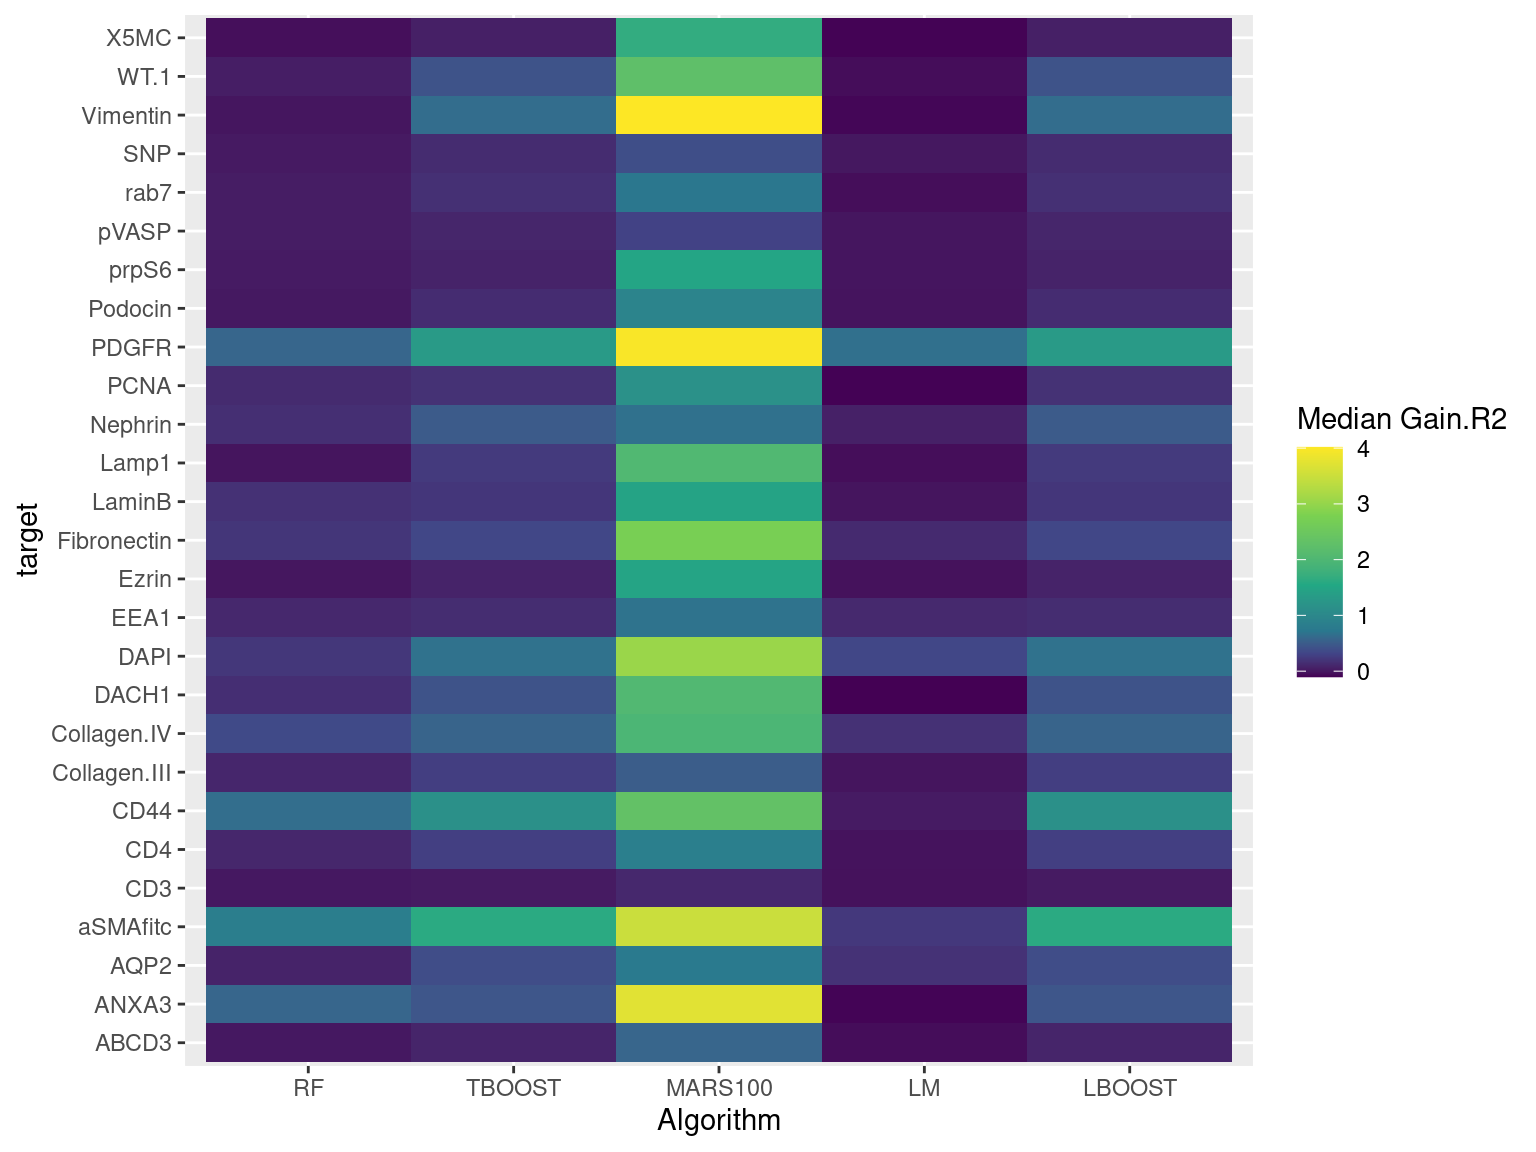 X5MC
WT.1
Vimentin
SNP
rab7
pVASP
prpS6
Podocin
PDGFR
PCNA
Nephrin
Lamp1
LaminB
Fibronectin
Ezrin
EEA1
DAPI
DACH1
Collagen.IV
Collagen.III
CD44
CD4
CD3
aSMAfitc
AQP2
ANXA3
ABCD3
target
RF TBOOST MARS100 LM LBOOST
Algorithm
Median Gain.R2
4
3
2
1
0